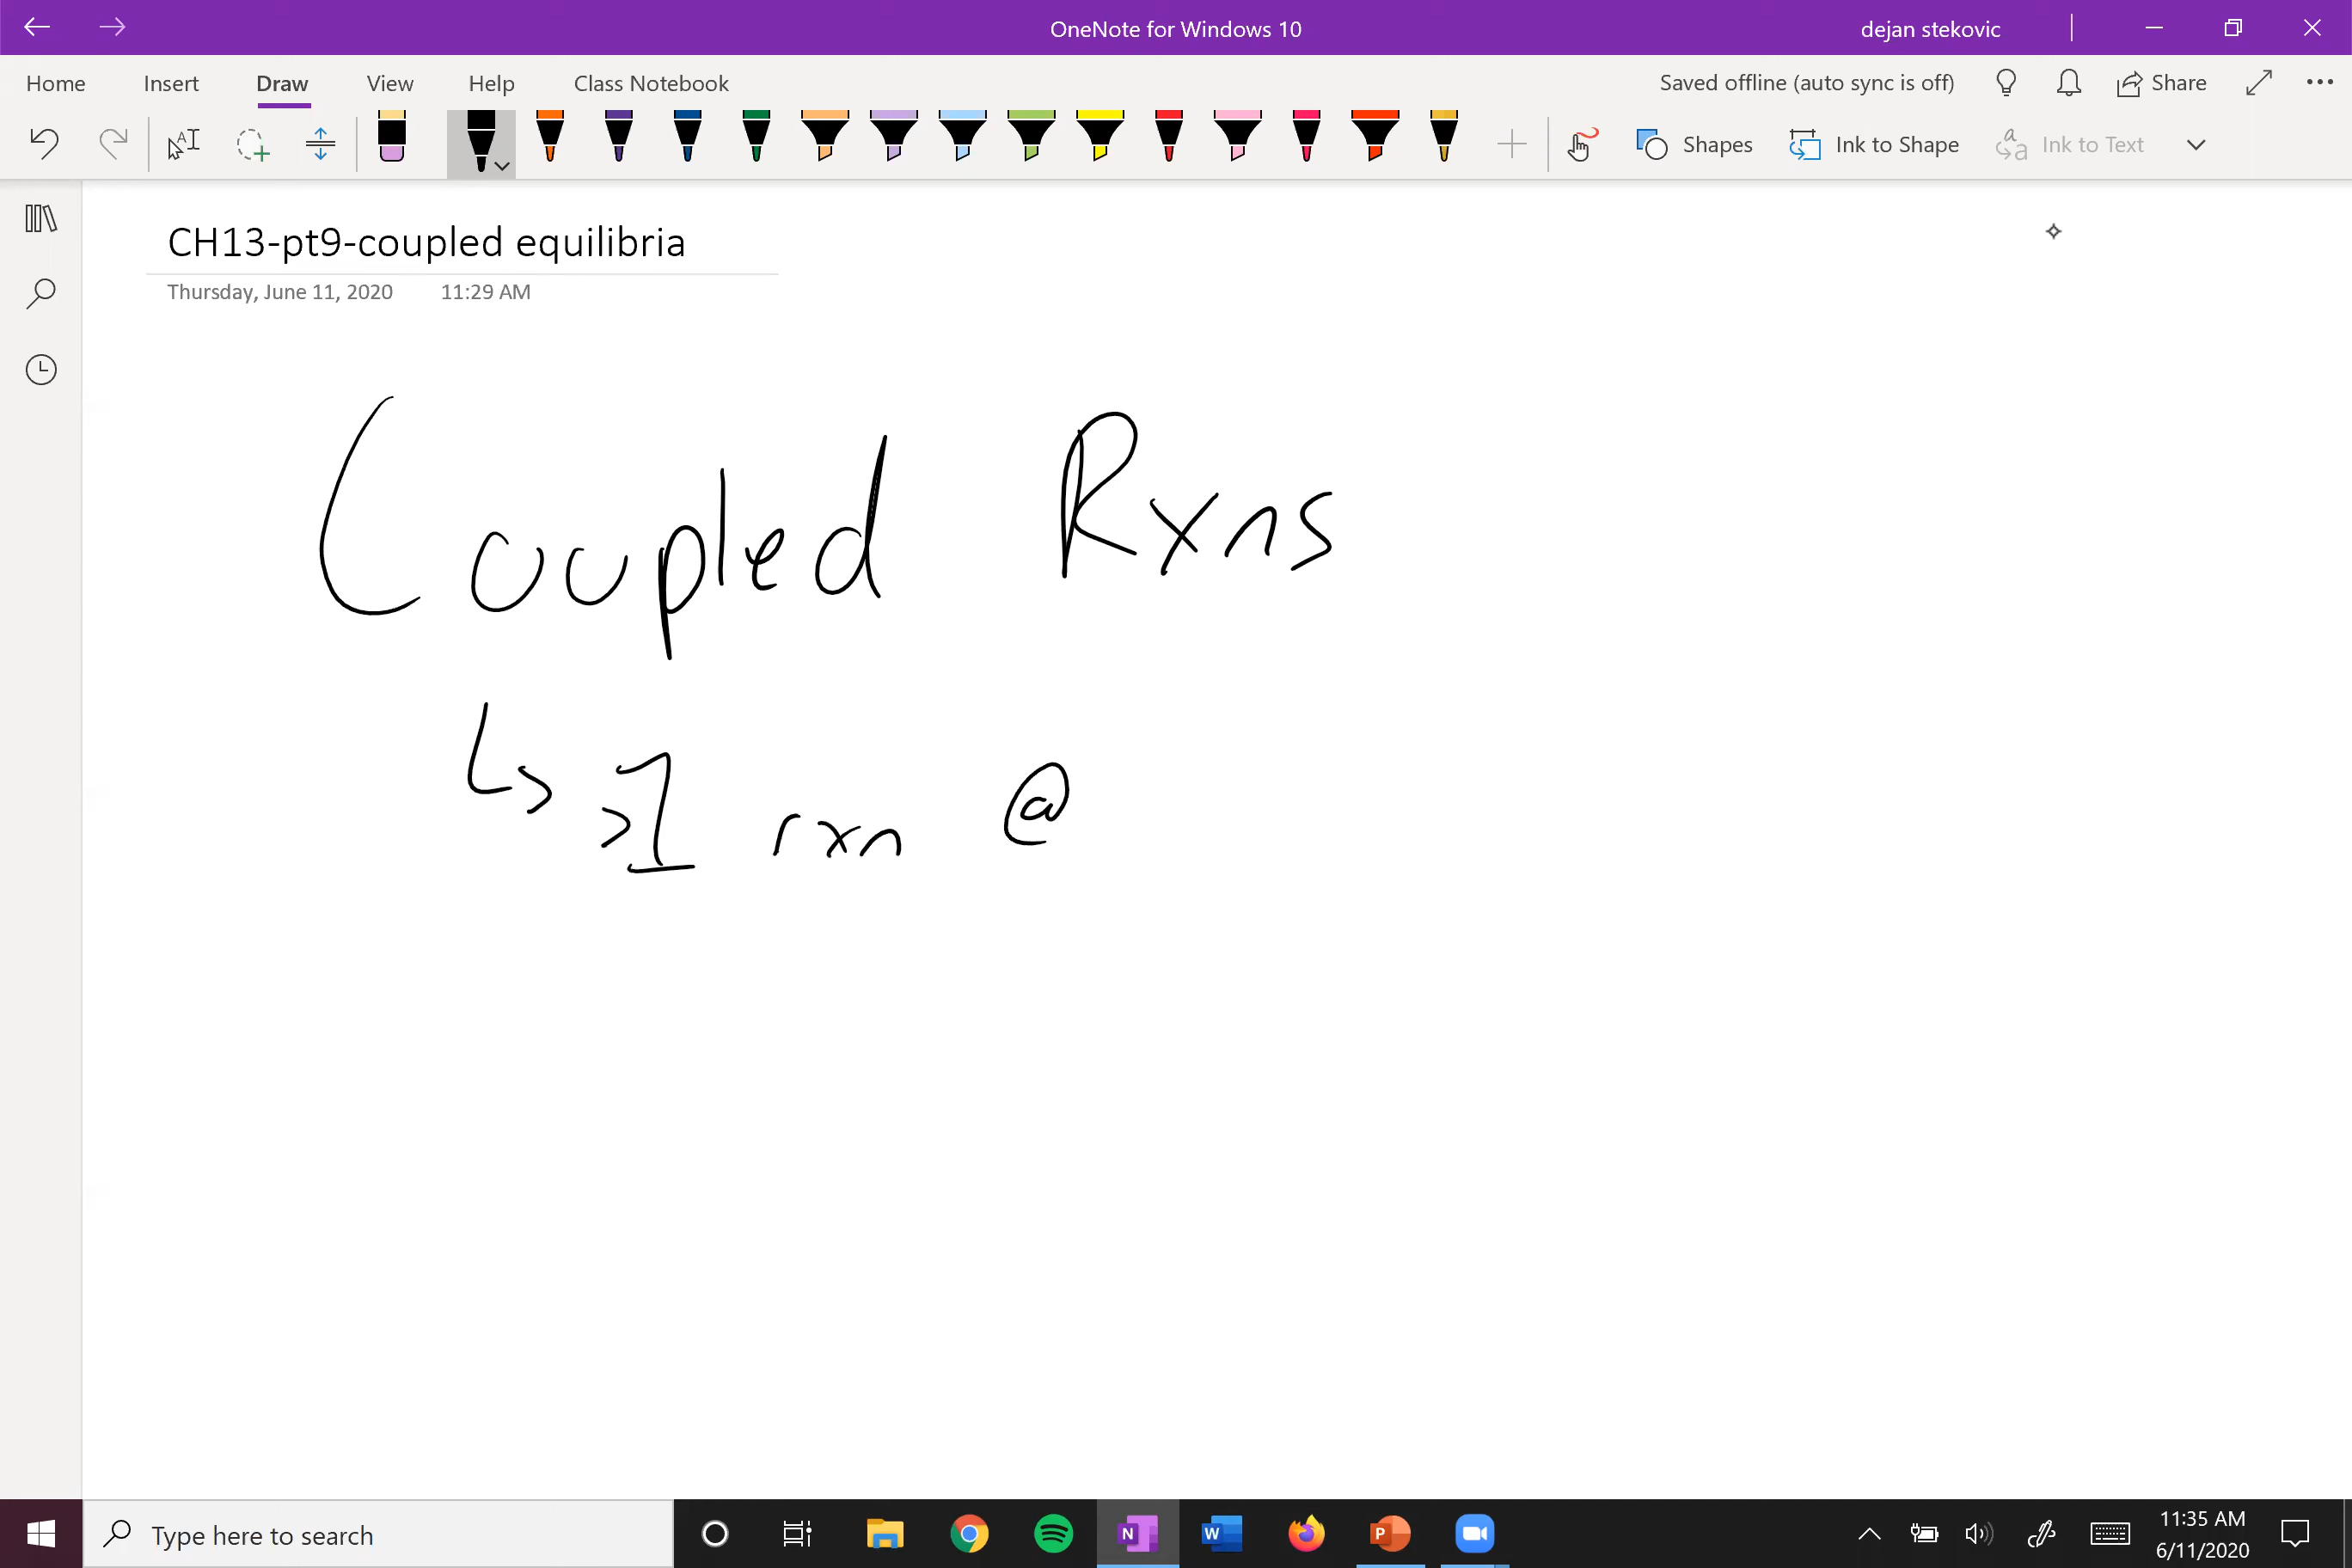 OneNote for Windows 10
dejan stekovic
Home Insert Draw View Help Class Notebook
Saved offline (auto sync is off) Share
Shapes Ink to Shape Ink to Text
CH13-pt9-coupled equilibria
Thursday, June 11, 2020 11:29 AM
Coupled Rxns
↳ >1 rxn @
Type here to search
11:35 AM
6/11/2020